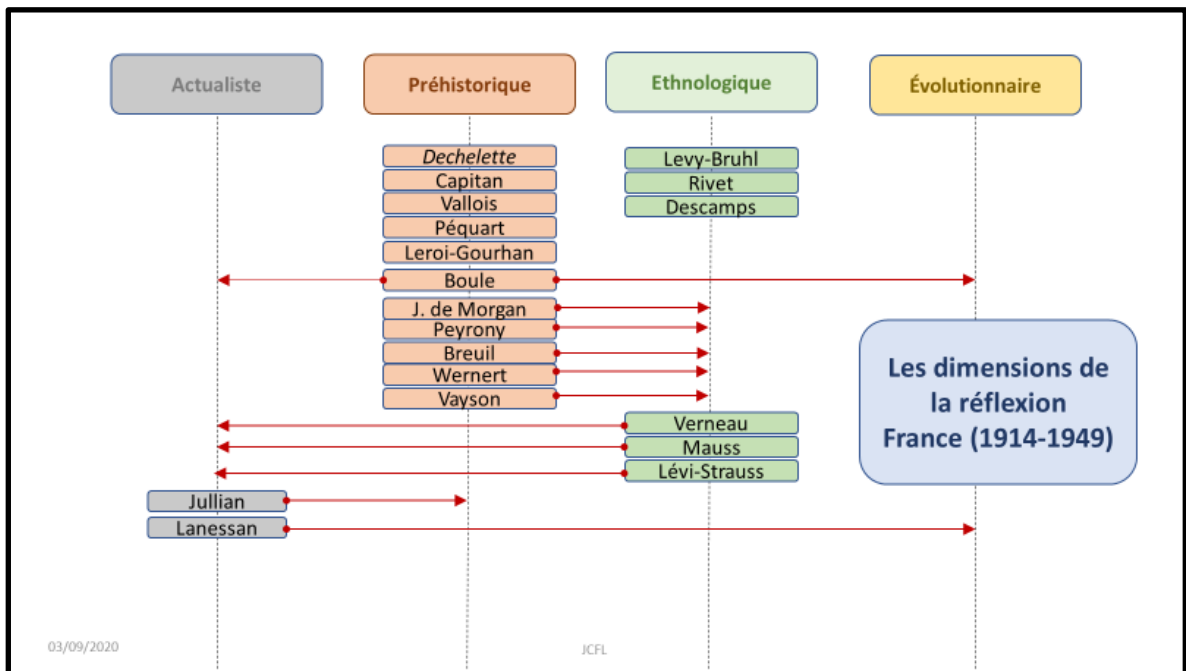 Actualiste
Préhistorique
Ethnologique
Évolutionnaire
Dechelette
Capitan
Vallois
Péquart
Leroi-Gourhan
Boule
J. de Morgan
Peyrony
Breuil
Wernert
Vayson
Levy-Bruhl
Rivet
Descamps
Verneau
Mauss
Lévi-Strauss
Jullian
Lanessan
Les dimensions de
la réflexion
France (1914-1949)
03/09/2020
JCFL